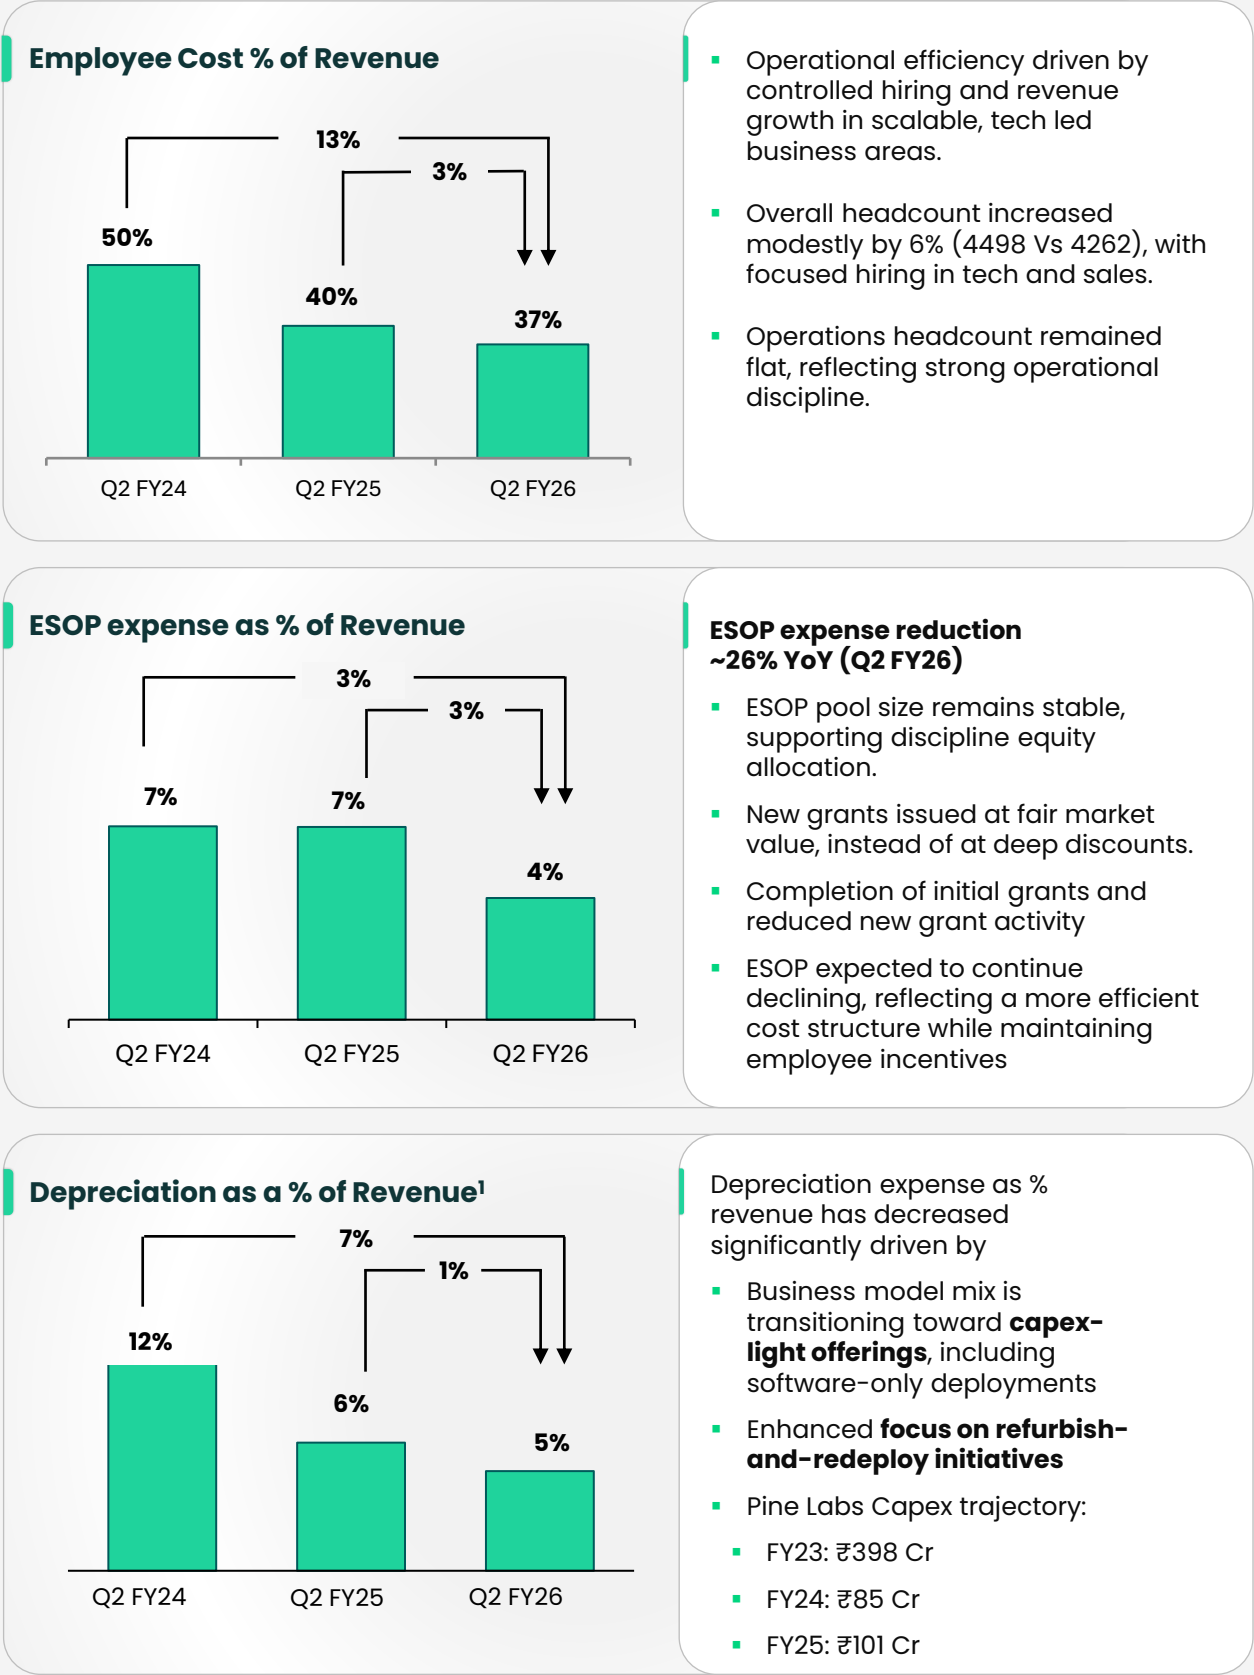 Employee Cost % of Revenue
13%
3%
50%
40%
37%
Q2 FY24
Q2 FY25
Q2 FY26
▪ Operational efficiency driven by
controlled hiring and revenue
growth in scalable, tech led
business areas.
▪ Overall headcount increased
modestly by 6% (4498 Vs 4262), with
focused hiring in tech and sales.
▪ Operations headcount remained
flat, reflecting strong operational
discipline.
ESOP expense as % of Revenue
3%
3%
7%
7%
4%
Q2 FY24
Q2 FY25
Q2 FY26
ESOP expense reduction
~26% YoY (Q2 FY26)
▪ ESOP pool size remains stable,
supporting discipline equity
allocation.
▪ New grants issued at fair market
value, instead of at deep discounts.
▪ Completion of initial grants and
reduced new grant activity
▪ ESOP expected to continue
declining, reflecting a more efficient
cost structure while maintaining
employee incentives
Depreciation as a % of Revenue¹
7%
1%
12%
6%
5%
Q2 FY24
Q2 FY25
Q2 FY26
Depreciation expense as %
revenue has decreased
significantly driven by
▪ Business model mix is
transitioning toward capex-
light offerings, including
software-only deployments
▪ Enhanced focus on refurbish-
and-redeploy initiatives
▪ Pine Labs Capex trajectory:
▪ FY23: ₹398 Cr
▪ FY24: ₹85 Cr
▪ FY25: ₹101 Cr